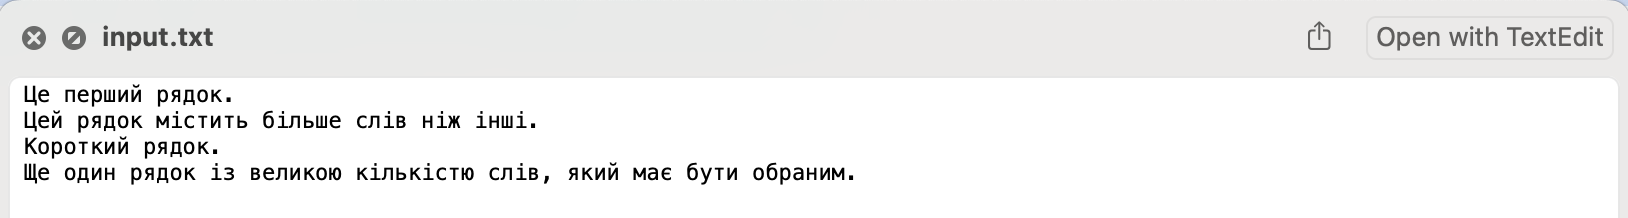 input.txt
Open with TextEdit
Це перший рядок.
Цей рядок містить більше слів ніж інші.
Короткий рядок.
Ще один рядок із великою кількістю слів, який має бути обраним.